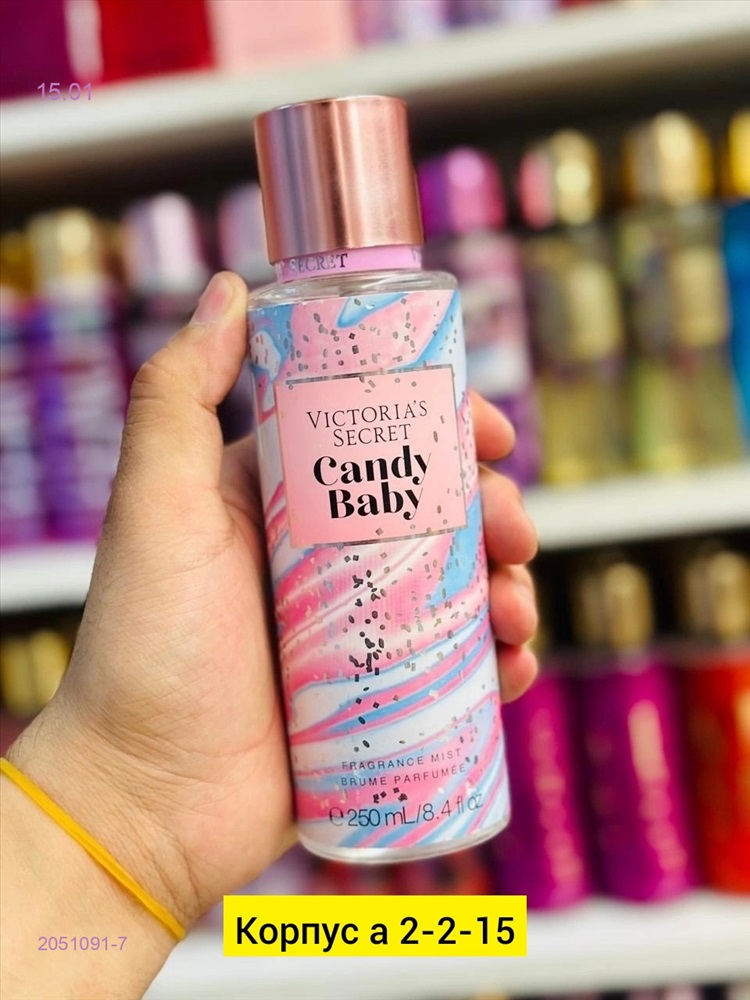 15.01
SECRET
VICTORIA'S
SECRET
Candy
Baby
FRAGRANCE MIST
BRUME PARFUMÉE
℮ 250 mL/8.4 fl oz
Корпус а 2-2-15
2051091-7